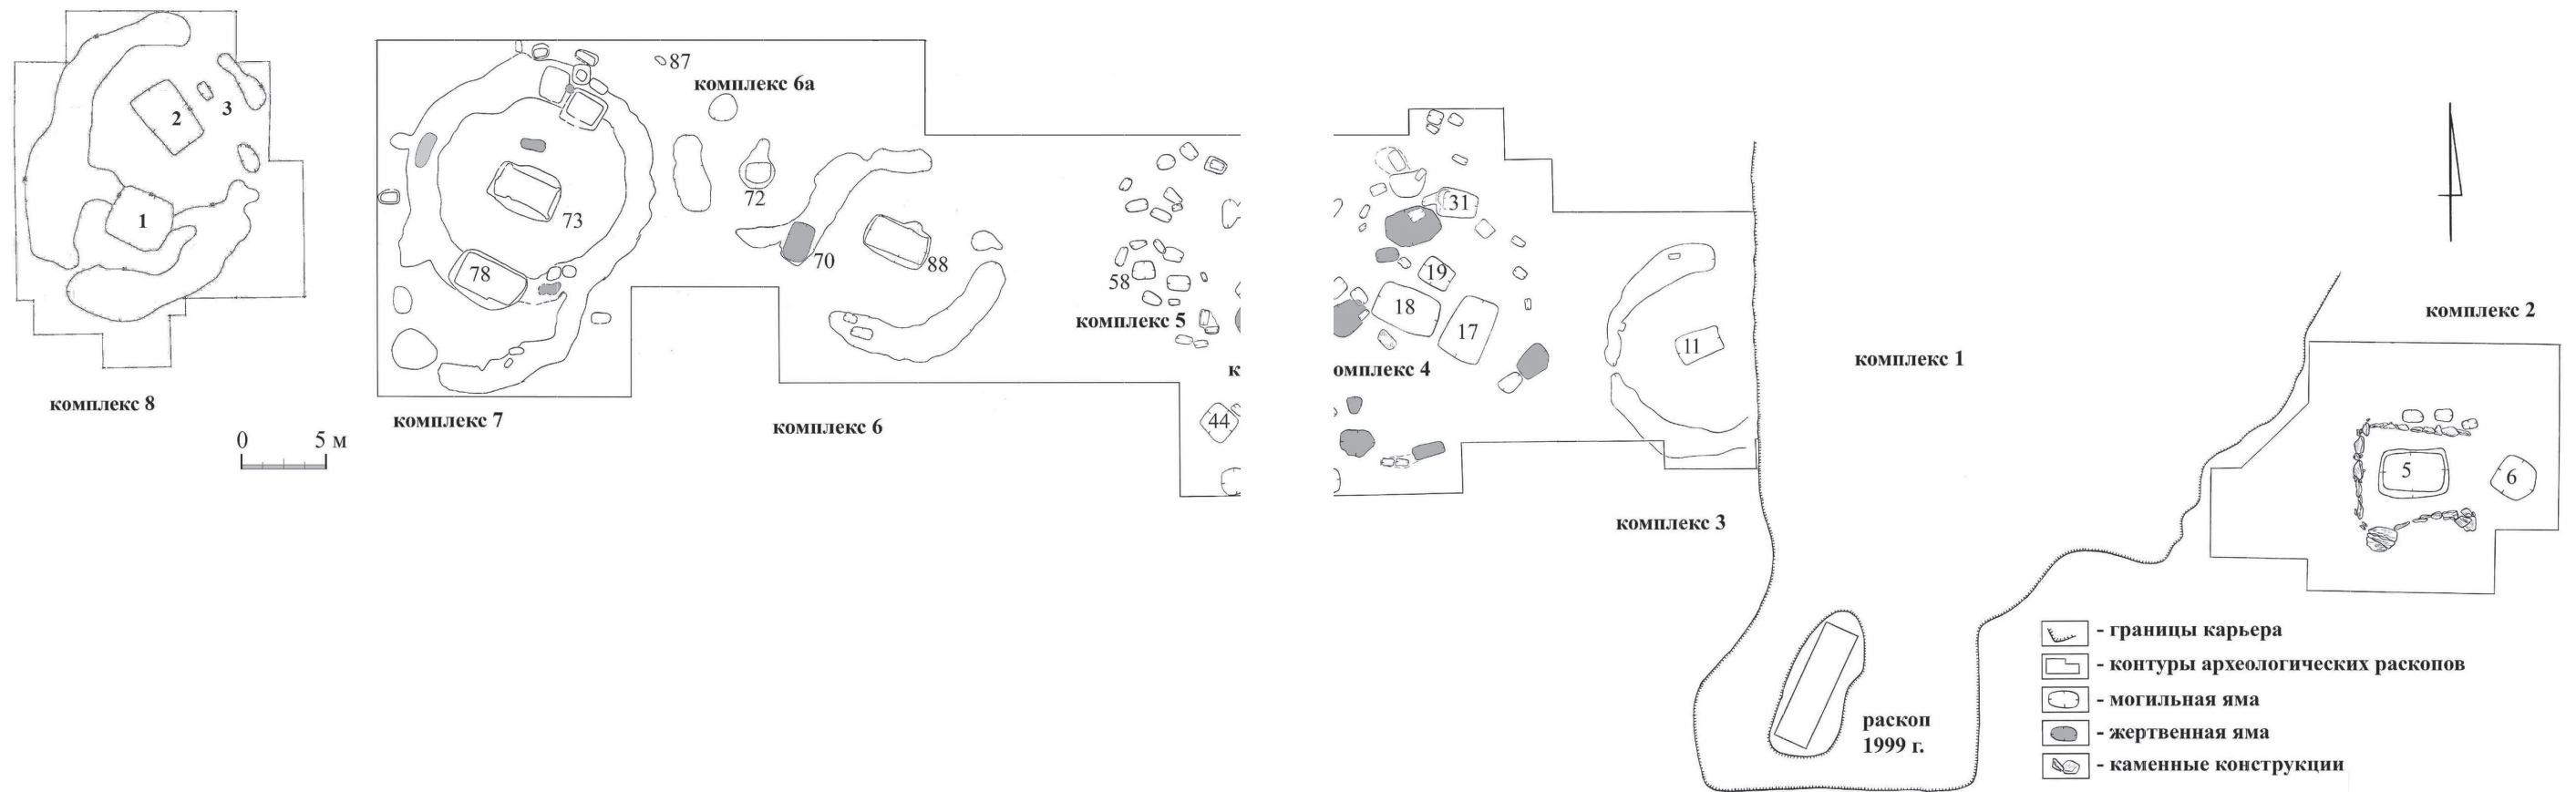 87
комплекс 6а
2
3
1
комплекс 8
0 5 м
73
78
72
70
88
комплекс 7
комплекс 6
58
комплекс 5
к
44
31
19
18
17
11
омплекс 4
комплекс 3
комплекс 1
комплекс 2
5
6
раскоп
1999 г.
- границы карьера
- контуры археологических раскопов
- могильная яма
- жертвенная яма
- каменные конструкции